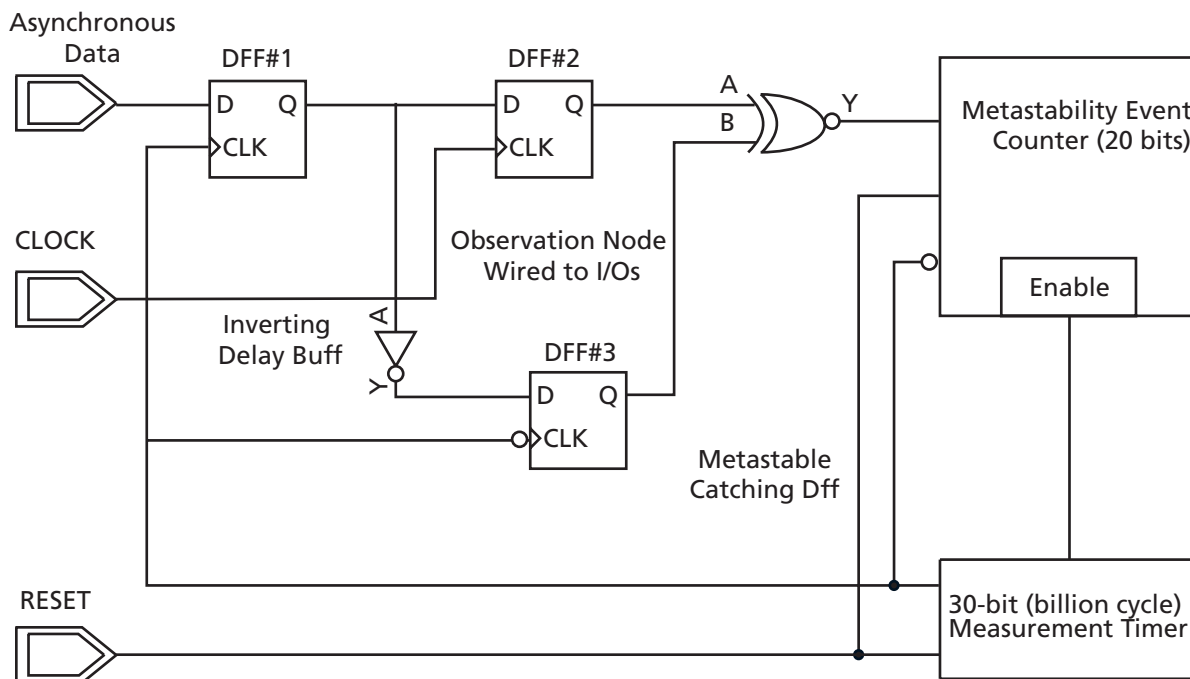 Asynchronous
Data
DFF#1
DFF#2
D
Q
CLK
D
Q
CLK
A
B
Y
Metastability Event
Counter (20 bits)
CLOCK
Observation Node
Wired to I/Os
Enable
Inverting
Delay Buff
A
Y
DFF#3
D
Q
CLK
Metastable
Catching Dff
RESET
30-bit (billion cycle)
Measurement Timer